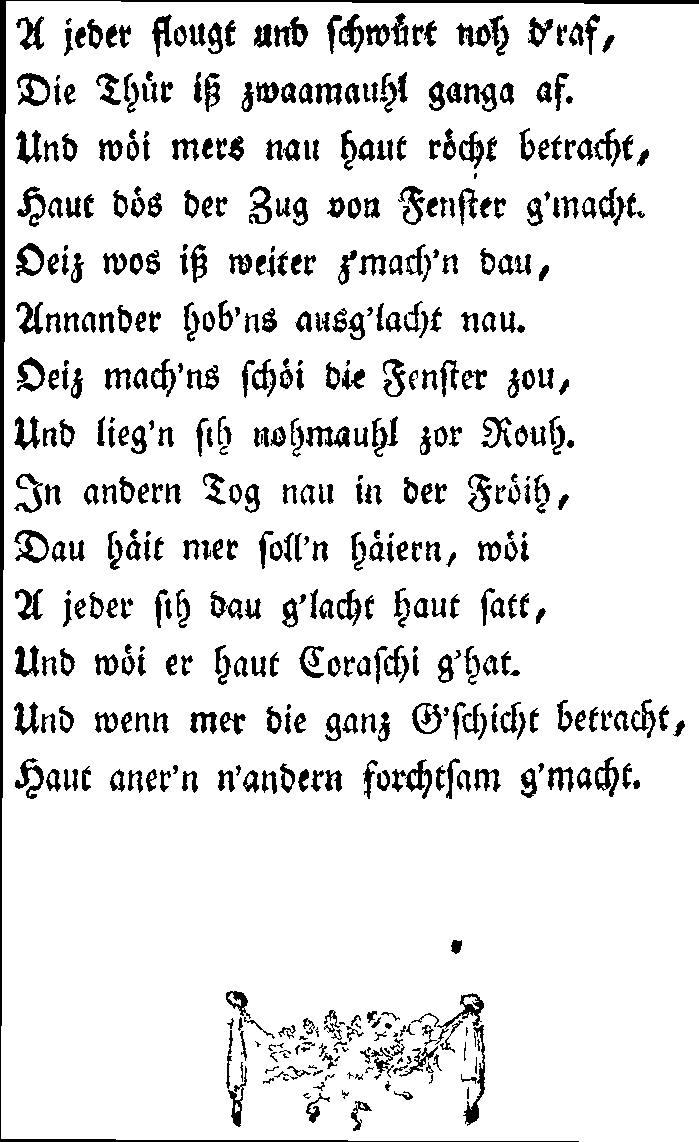 A jeder flougt und schwürt noh d'raf,
Die Thür iß zwaamauhl ganga af.
Und wöi mers nau haut röcht betracht,
Haut dös der Zug von Fenster g'macht.
Oeiz wos iß weiter z'mach'n dau,
Annander hob'ns ausg'lacht nau.
Oeiz mach'ns schöi die Fenster zou,
Und lieg'n sih nohmauhl zor Rouh.
In andern Tog nau in der Fröih,
Dau häit mer soll'n häiern, wöi
A jeder sih dau g'lacht haut satt,
Und wöi er haut Coraschi g'hat.
Und wenn mer die ganz G'schicht betracht,
Haut aner'n n'andern forchtsam g'macht.